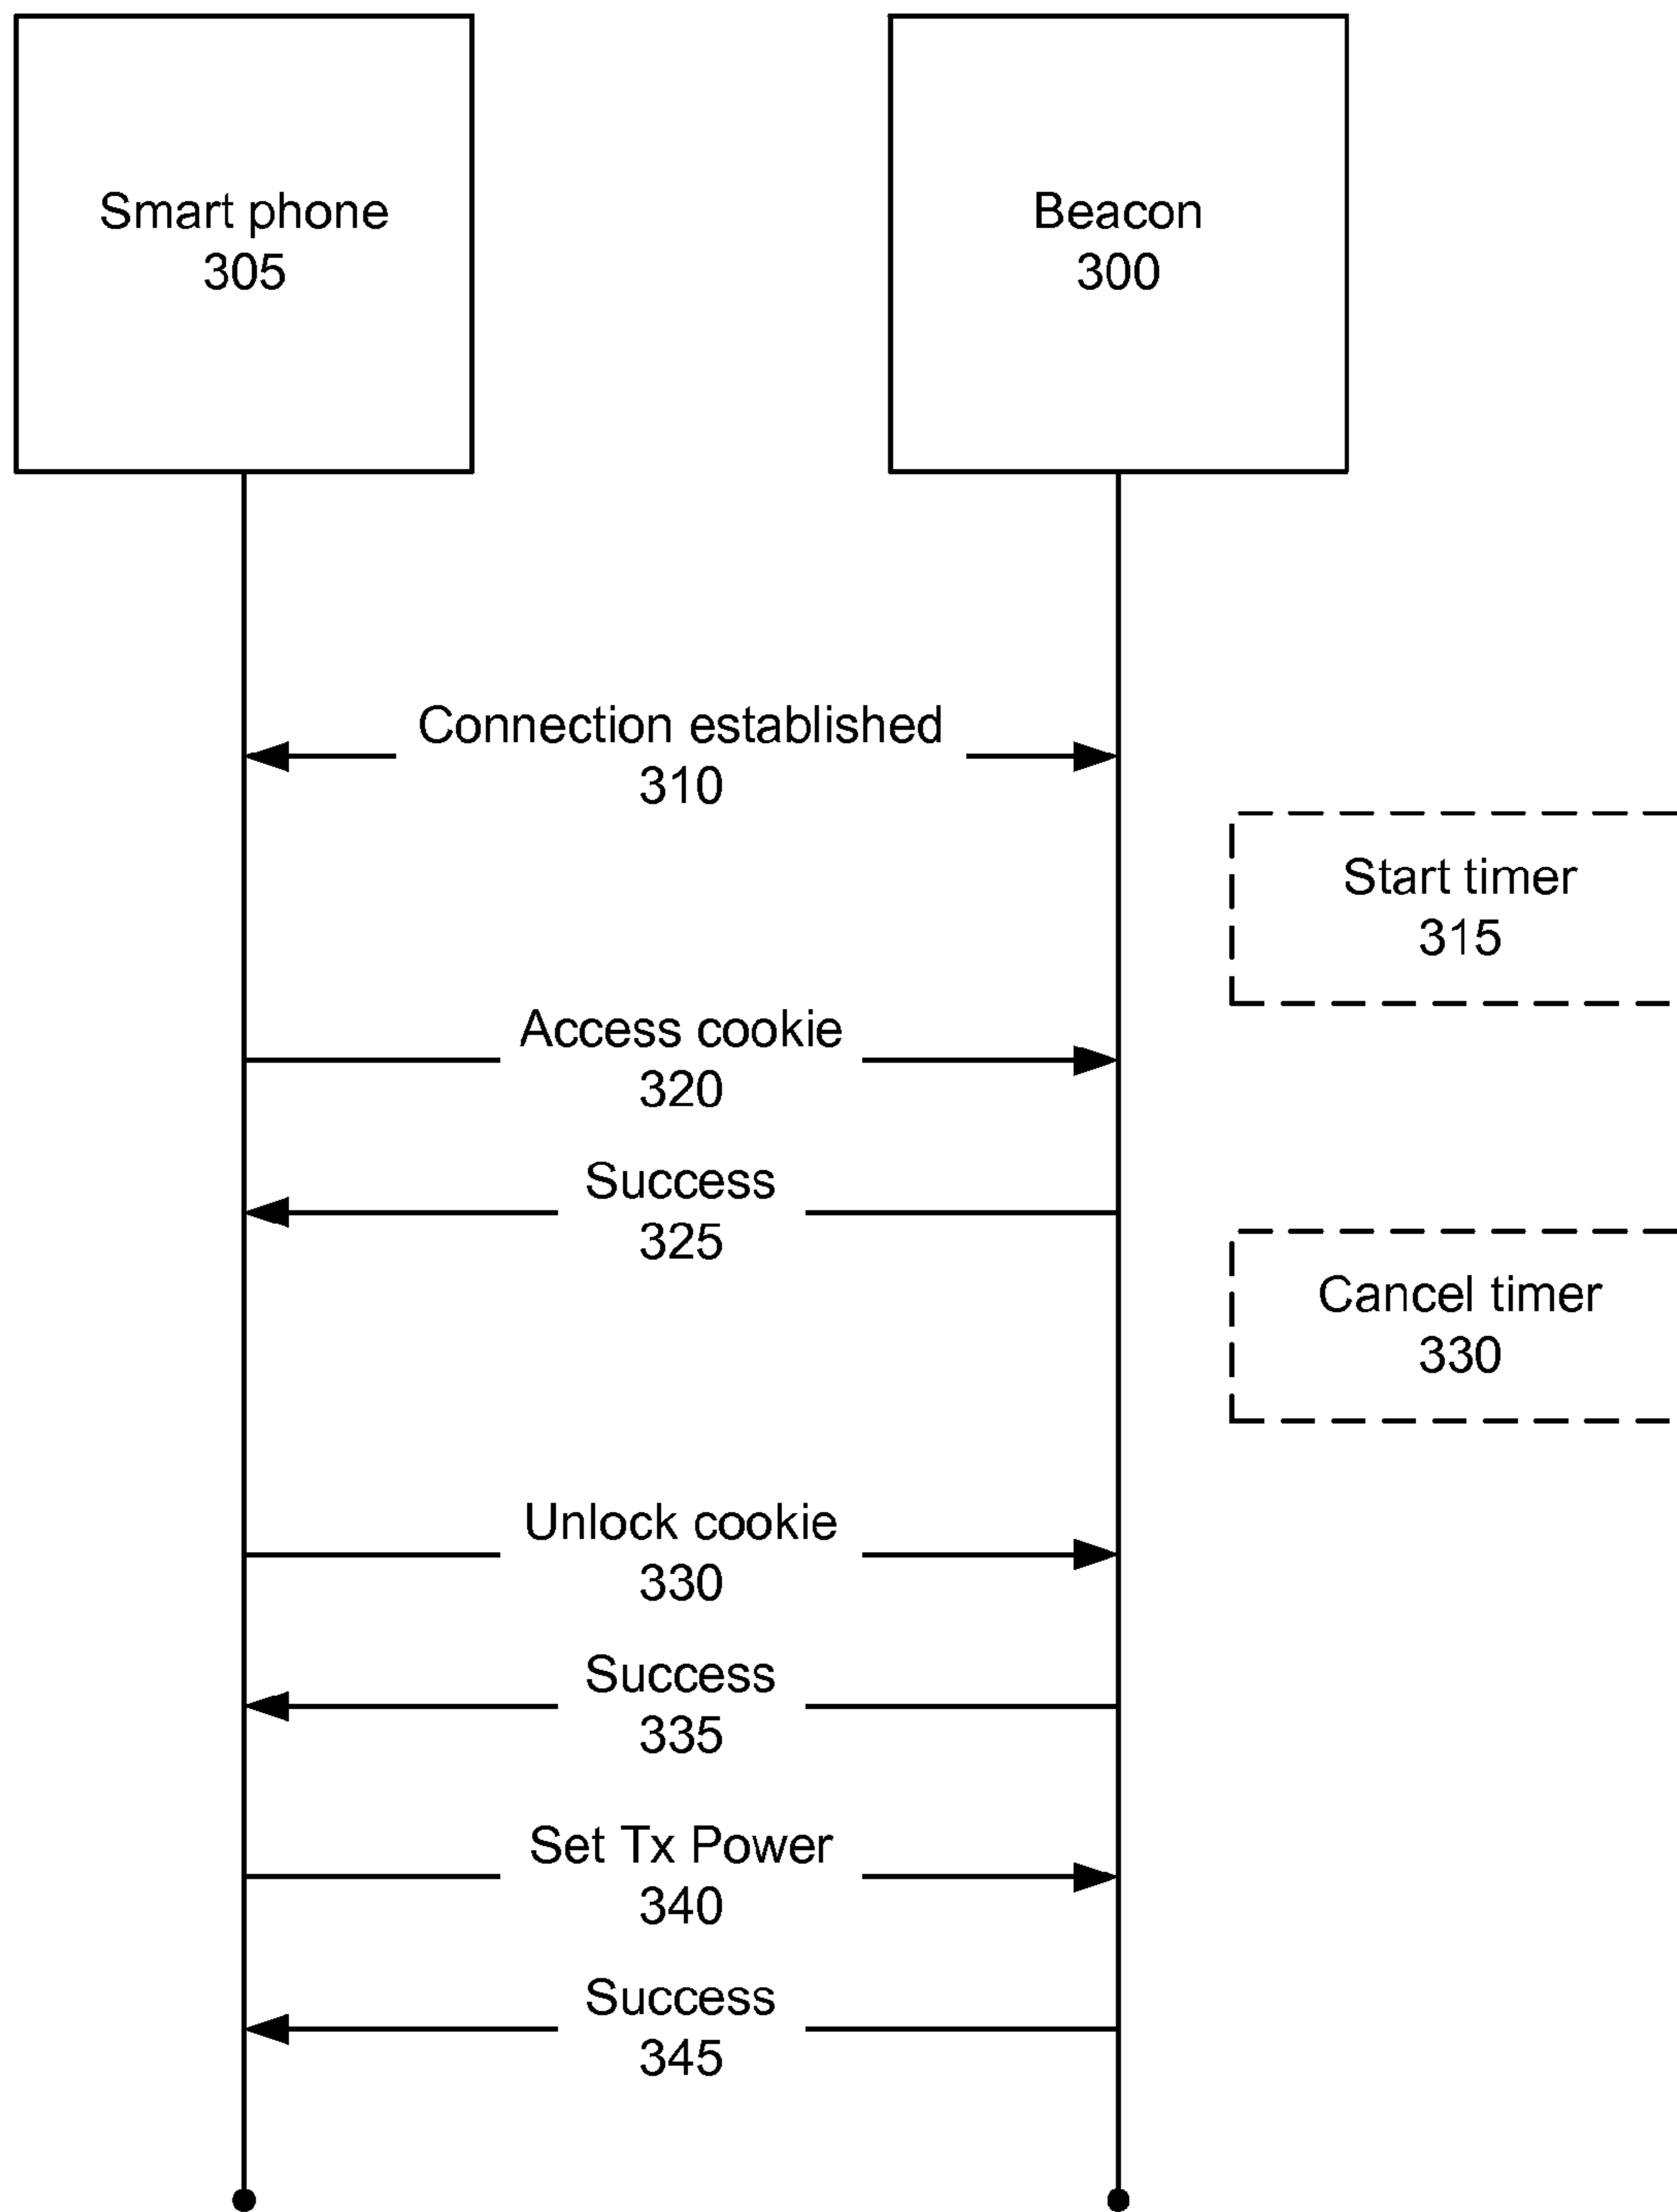 Smart phone
305
Beacon
300
Connection established
310
Start timer
315
Access cookie
320
Success
325
Cancel timer
330
Unlock cookie
330
Success
335
Set Tx Power
340
Success
345